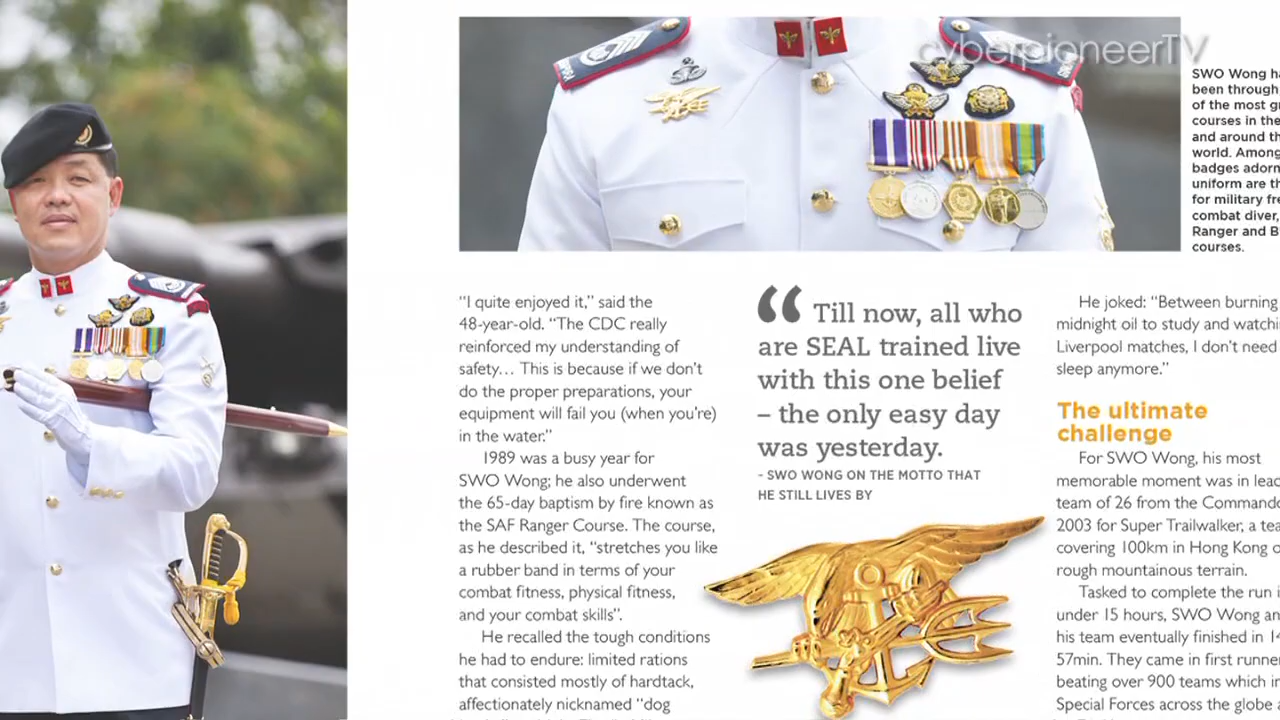 cyberpioneerTV
SWO Wong ha
been through
of the most g
courses in the
and around th
world. Among
badges adorn
uniform are th
for military fre
combat diver,
Ranger and B
courses.
“I quite enjoyed it,” said the
48-year-old. “The CDC really
reinforced my understanding of
safety… This is because if we don’t
do the proper preparations, your
equipment will fail you (when you’re)
in the water.”
1989 was a busy year for
SWO Wong; he also underwent
the 65-day baptism by fire known as
the SAF Ranger Course. The course,
as he described it, “stretches you like
a rubber band in terms of your
combat fitness, physical fitness,
and your combat skills”.
He recalled the tough conditions
he had to endure: limited rations
that consisted mostly of hardtack,
affectionately nicknamed “dog
“ Till now, all who
are SEAL trained live
with this one belief
– the only easy day
was yesterday.
- SWO WONG ON THE MOTTO THAT
HE STILL LIVES BY
He joked: “Between burning
midnight oil to study and watchi
Liverpool matches, I don’t need
sleep anymore.”
The ultimate
challenge
For SWO Wong, his most
memorable moment was in lead
team of 26 from the Commando
2003 for Super Trailwalker, a tea
covering 100km in Hong Kong o
rough mountainous terrain.
Tasked to complete the run i
under 15 hours, SWO Wong an
his team eventually finished in 14
57min. They came in first runner
beating over 900 teams which in
Special Forces across the globe a